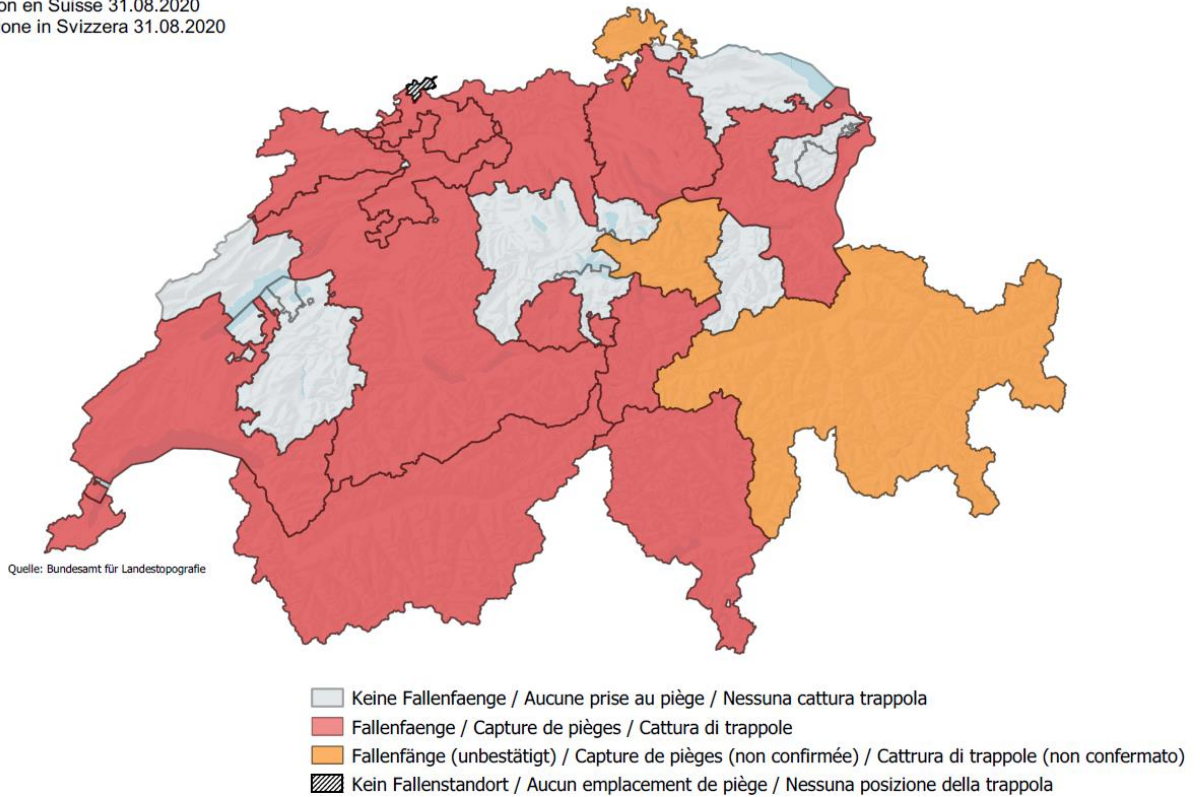 on en Suisse 31.08.2020
one in Svizzera 31.08.2020
Quelle: Bundesamt für Landestopografie
Keine Fallenfaenge / Aucune prise au piège / Nessuna cattura trappola
Fallenfaenge / Capture de pièges / Cattura di trappole
Fallenfänge (unbestätigt) / Capture de pièges (non confirmée) / Cattrura di trappole (non confermato)
Kein Fallenstandort / Aucun emplacement de piège / Nessuna posizione della trappola